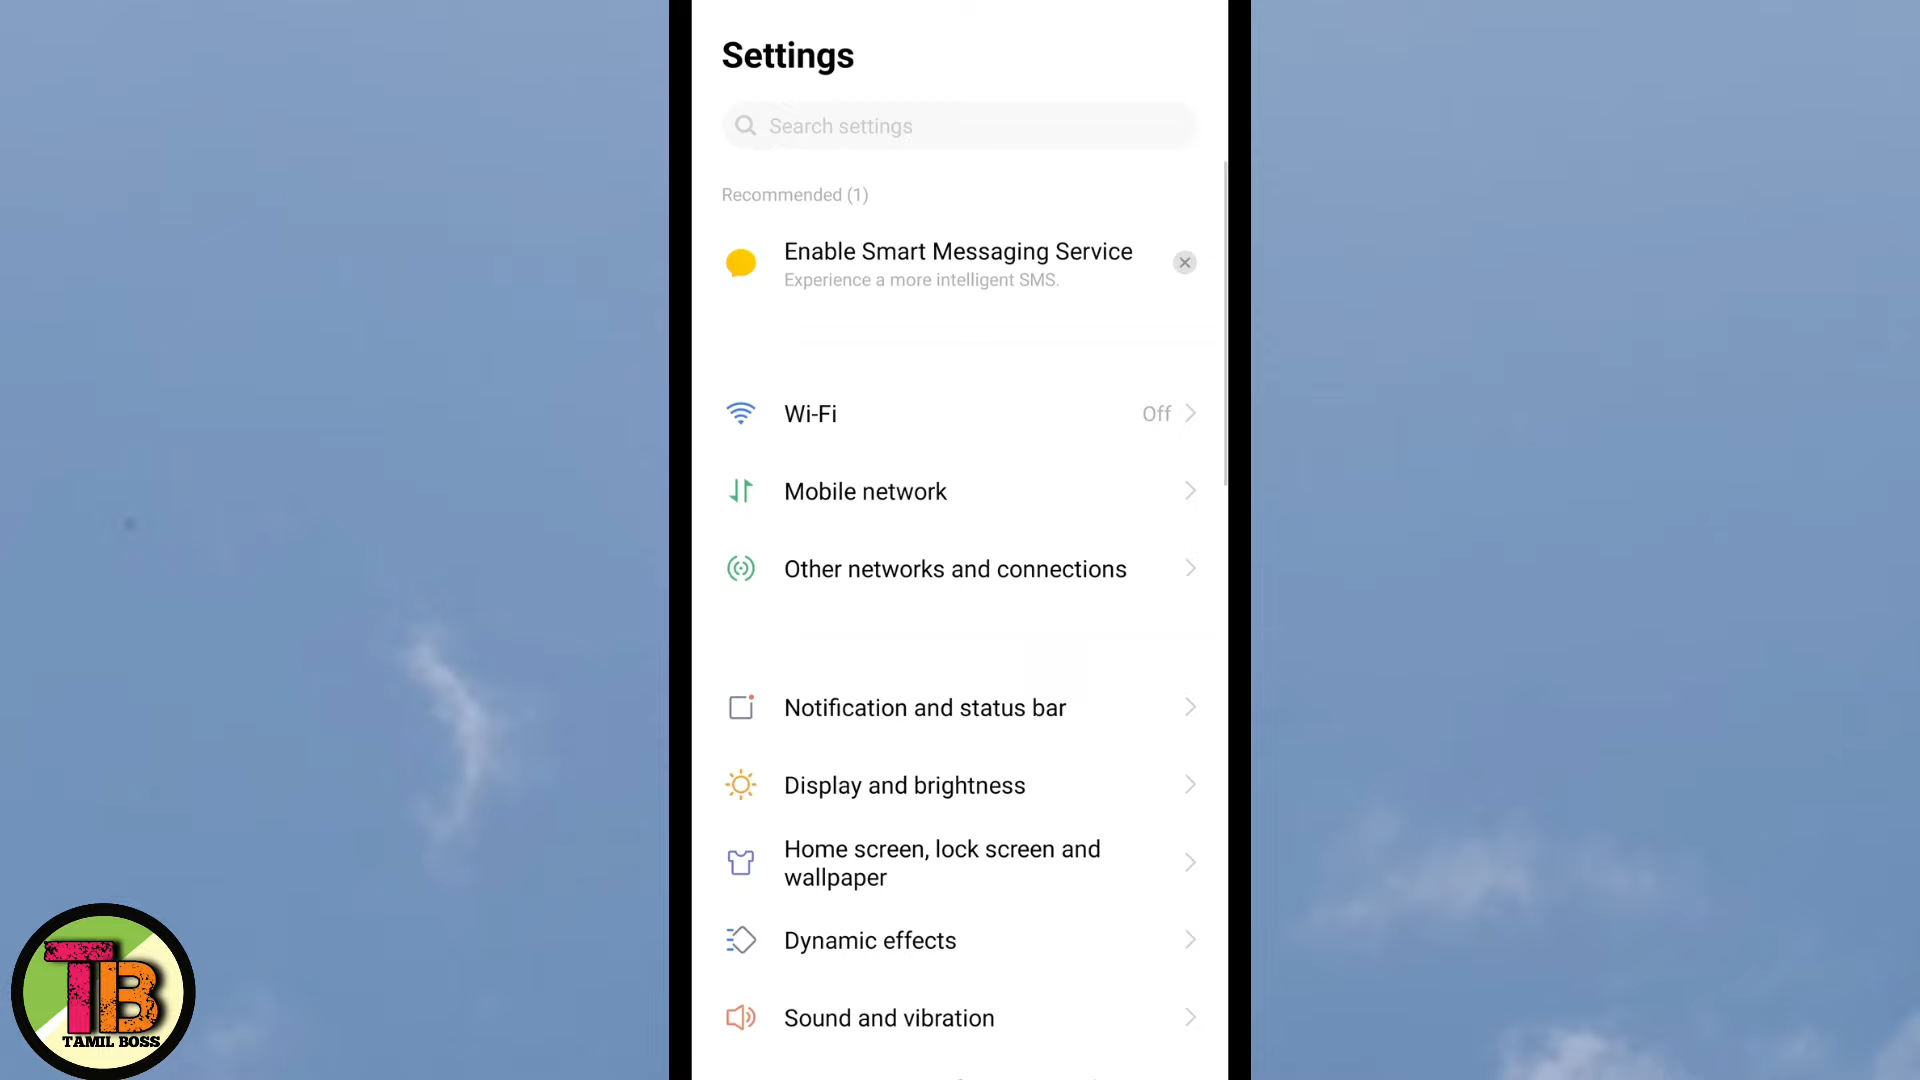 Settings
Search settings
Recommended (1)
Enable Smart Messaging Service
Experience a more intelligent SMS.
Wi-Fi
Off
Mobile network
Other networks and connections
Notification and status bar
Display and brightness
Home screen, lock screen and
wallpaper
Dynamic effects
Sound and vibration
TB
TAMIL BOSS